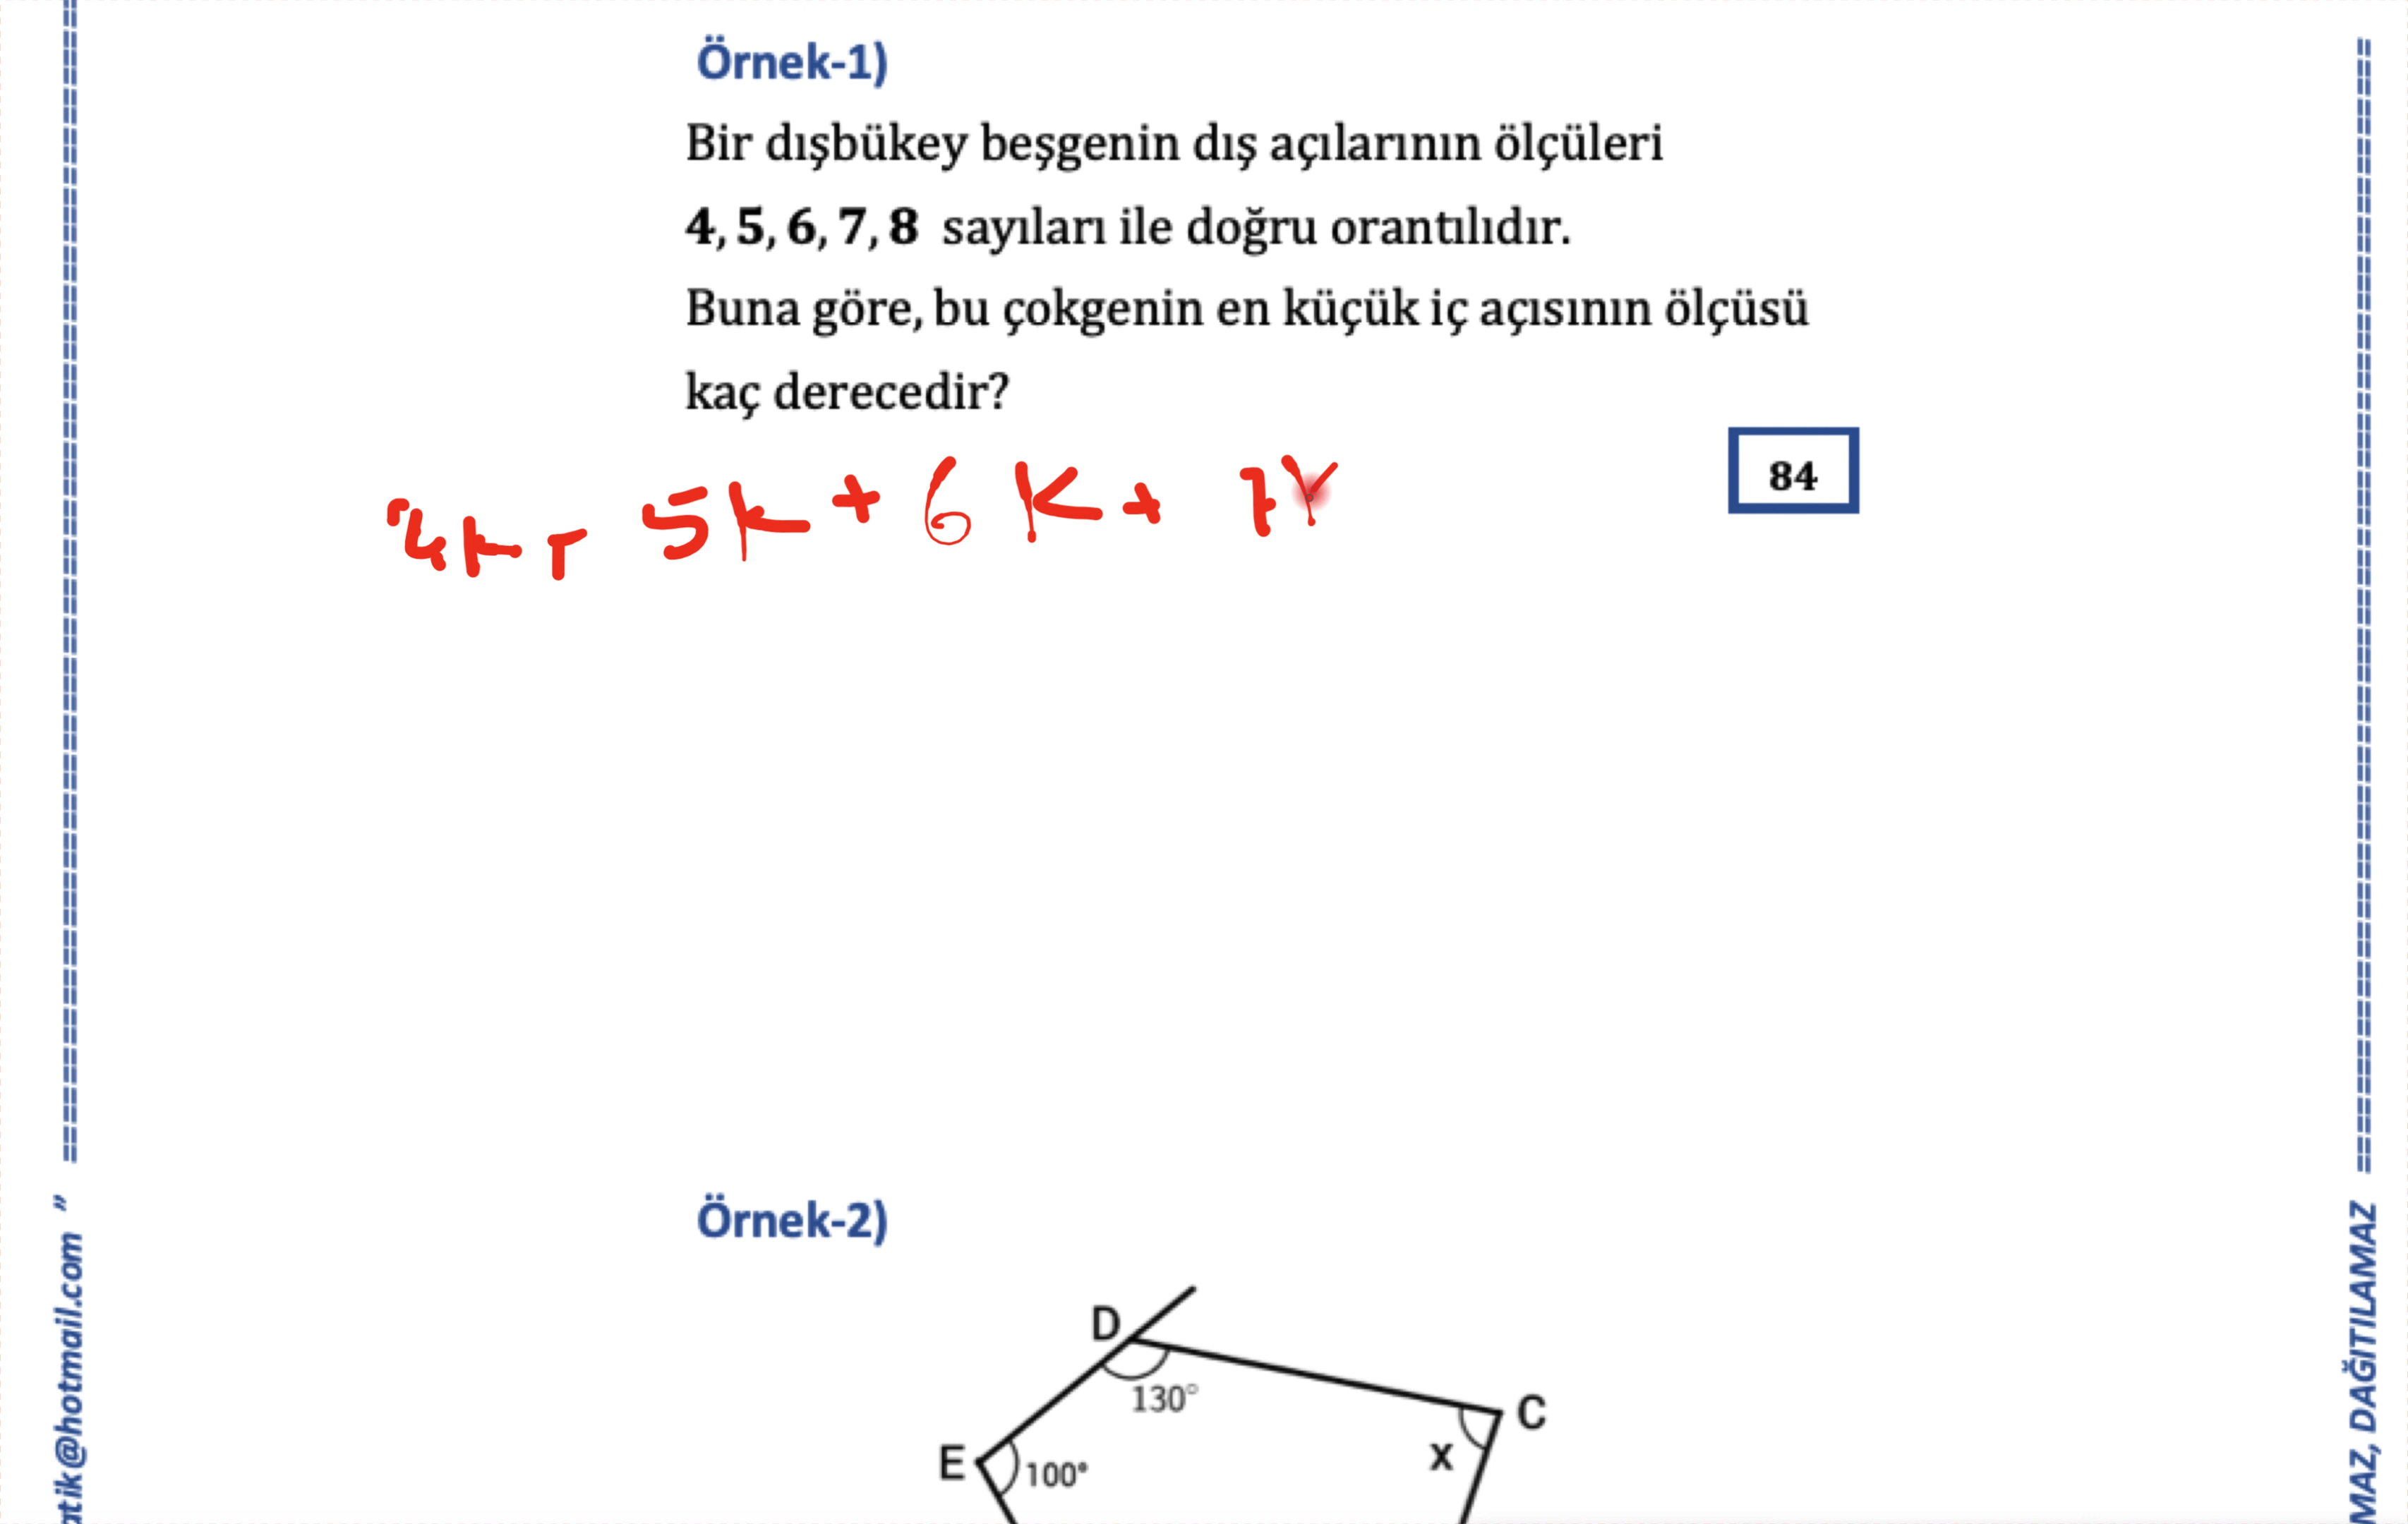 Örnek-1)
Bir dışbükey beşgenin dış açılarının ölçüleri
4, 5, 6, 7, 8 sayıları ile doğru orantılıdır.
Buna göre, bu çokgenin en küçük iç açısının ölçüsü
kaç derecedir?
84
4k + 5k + 6k + 7
Örnek-2)
D
130°
C
E
100°
x
atik@hotmail.com ”
MAZ, DAĞITILAMAZ